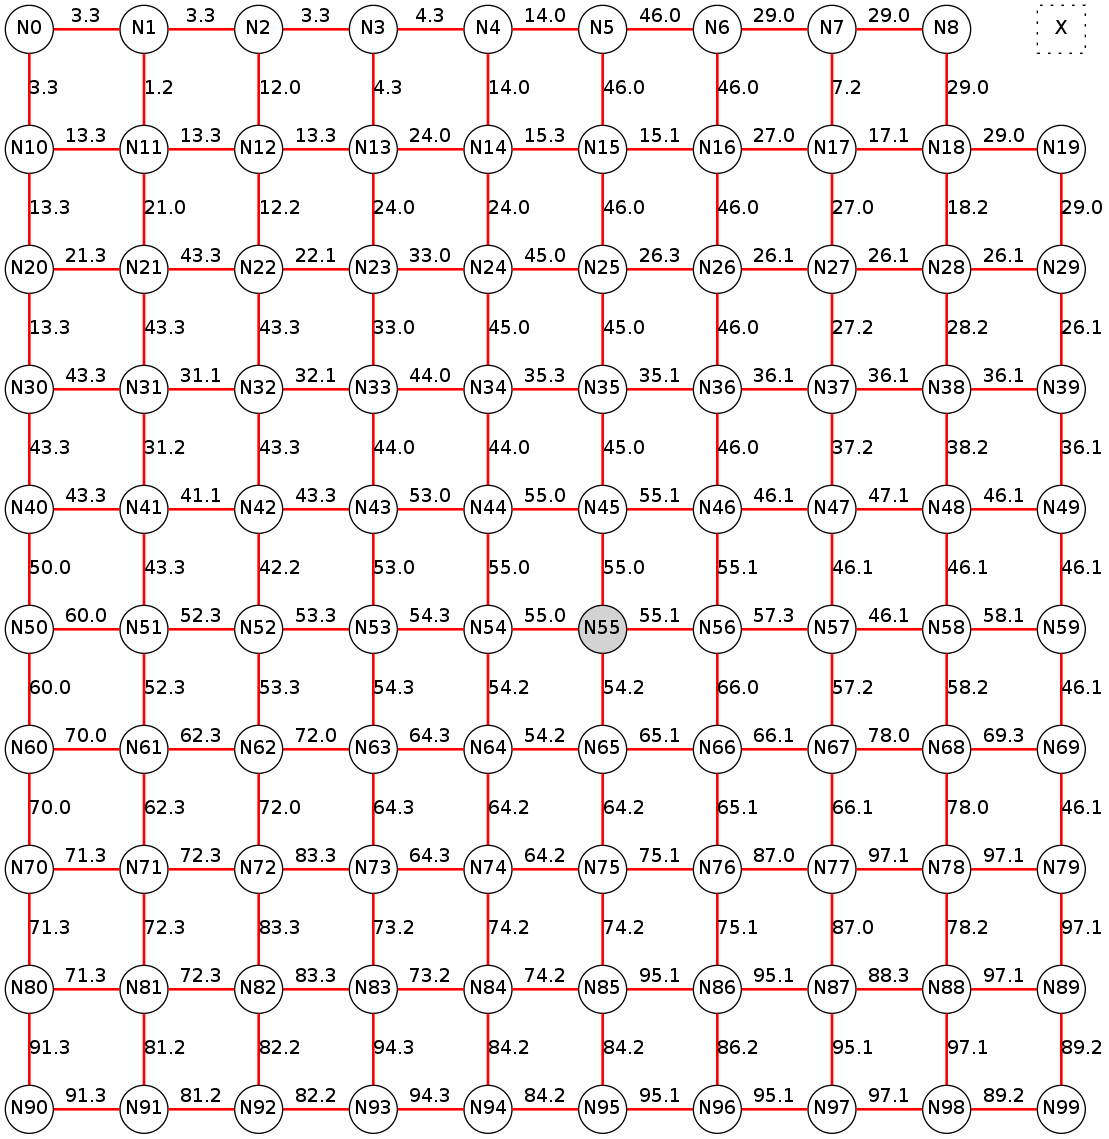 3.3 3.3 3.3 4.3 14.0 46.0 29.0 29.0
N0 N1 N2 N3 N4 N5 N6 N7 N8 X
3.3 1.2 12.0 4.3 14.0 46.0 46.0 7.2 29.0
13.3 13.3 13.3 24.0 15.3 15.1 27.0 17.1 29.0
N10 N11 N12 N13 N14 N15 N16 N17 N18 N19
13.3 21.0 12.2 24.0 24.0 46.0 46.0 27.0 18.2 29.0
21.3 43.3 22.1 33.0 45.0 26.3 26.1 26.1 26.1
N20 N21 N22 N23 N24 N25 N26 N27 N28 N29
13.3 43.3 43.3 33.0 45.0 45.0 46.0 27.2 28.2 26.1
43.3 31.1 32.1 44.0 35.3 35.1 36.1 36.1 36.1
N30 N31 N32 N33 N34 N35 N36 N37 N38 N39
43.3 31.2 43.3 44.0 44.0 45.0 46.0 37.2 38.2 36.1
43.3 41.1 43.3 53.0 55.0 55.1 46.1 47.1 46.1
N40 N41 N42 N43 N44 N45 N46 N47 N48 N49
50.0 43.3 42.2 53.0 55.0 55.0 55.1 46.1 46.1 46.1
60.0 52.3 53.3 54.3 55.0 55.1 57.3 46.1 58.1
N50 N51 N52 N53 N54 N55 N56 N57 N58 N59
60.0 52.3 53.3 54.3 54.2 54.2 66.0 57.2 58.2 46.1
70.0 62.3 72.0 64.3 54.2 65.1 66.1 78.0 69.3
N60 N61 N62 N63 N64 N65 N66 N67 N68 N69
70.0 62.3 72.0 64.3 64.2 64.2 65.1 66.1 78.0 46.1
71.3 72.3 83.3 64.3 64.2 75.1 87.0 97.1 97.1
N70 N71 N72 N73 N74 N75 N76 N77 N78 N79
71.3 72.3 83.3 73.2 74.2 74.2 75.1 87.0 78.2 97.1
71.3 72.3 83.3 73.2 74.2 95.1 95.1 88.3 97.1
N80 N81 N82 N83 N84 N85 N86 N87 N88 N89
91.3 81.2 82.2 94.3 84.2 84.2 86.2 95.1 97.1 89.2
91.3 81.2 82.2 94.3 84.2 95.1 95.1 97.1 89.2
N90 N91 N92 N93 N94 N95 N96 N97 N98 N99